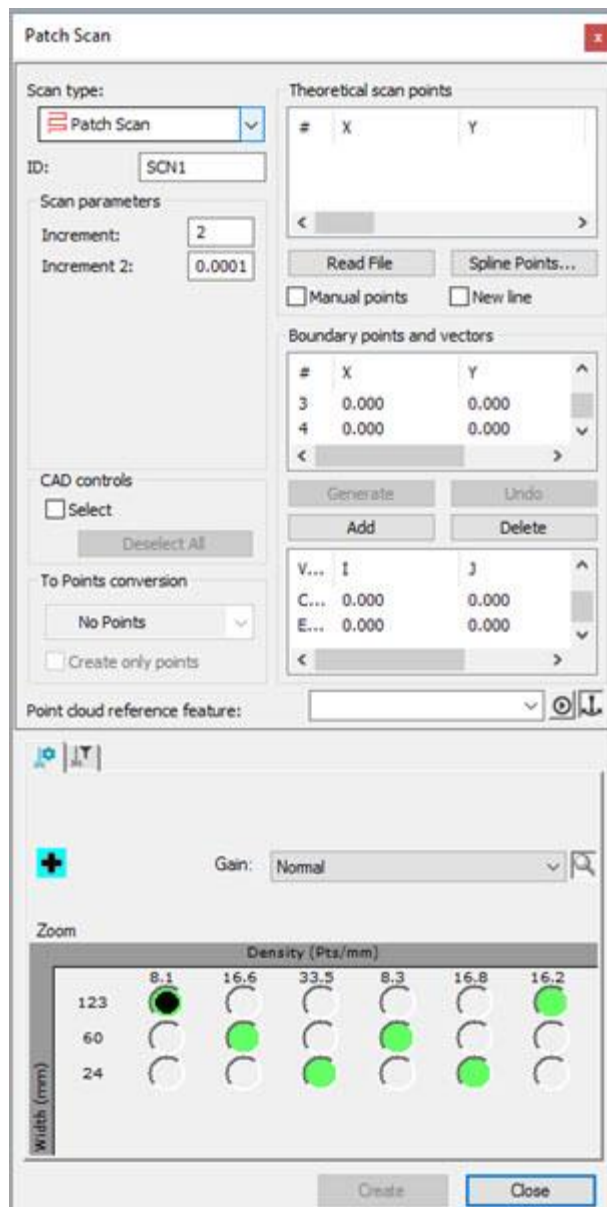 Patch Scan
x
Scan type:
Patch Scan
ID: SCN1
Scan parameters
Increment: 2
Increment 2: 0.0001
CAD controls
Select
Deselect All
To Points conversion
No Points
Create only points
Theoretical scan points
# X Y
Read File Spline Points...
Manual points New line
Boundary points and vectors
# X Y
3 0.000 0.000
4 0.000 0.000
Generate Undo
Add Delete
V... I J
C... 0.000 0.000
E... 0.000 0.000
Point cloud reference feature:
Gain: Normal
Zoom
Density (Pts/mm)
8.1 16.6 33.5 8.3 16.8 16.2
123
60
24
Width (mm)
Create Close